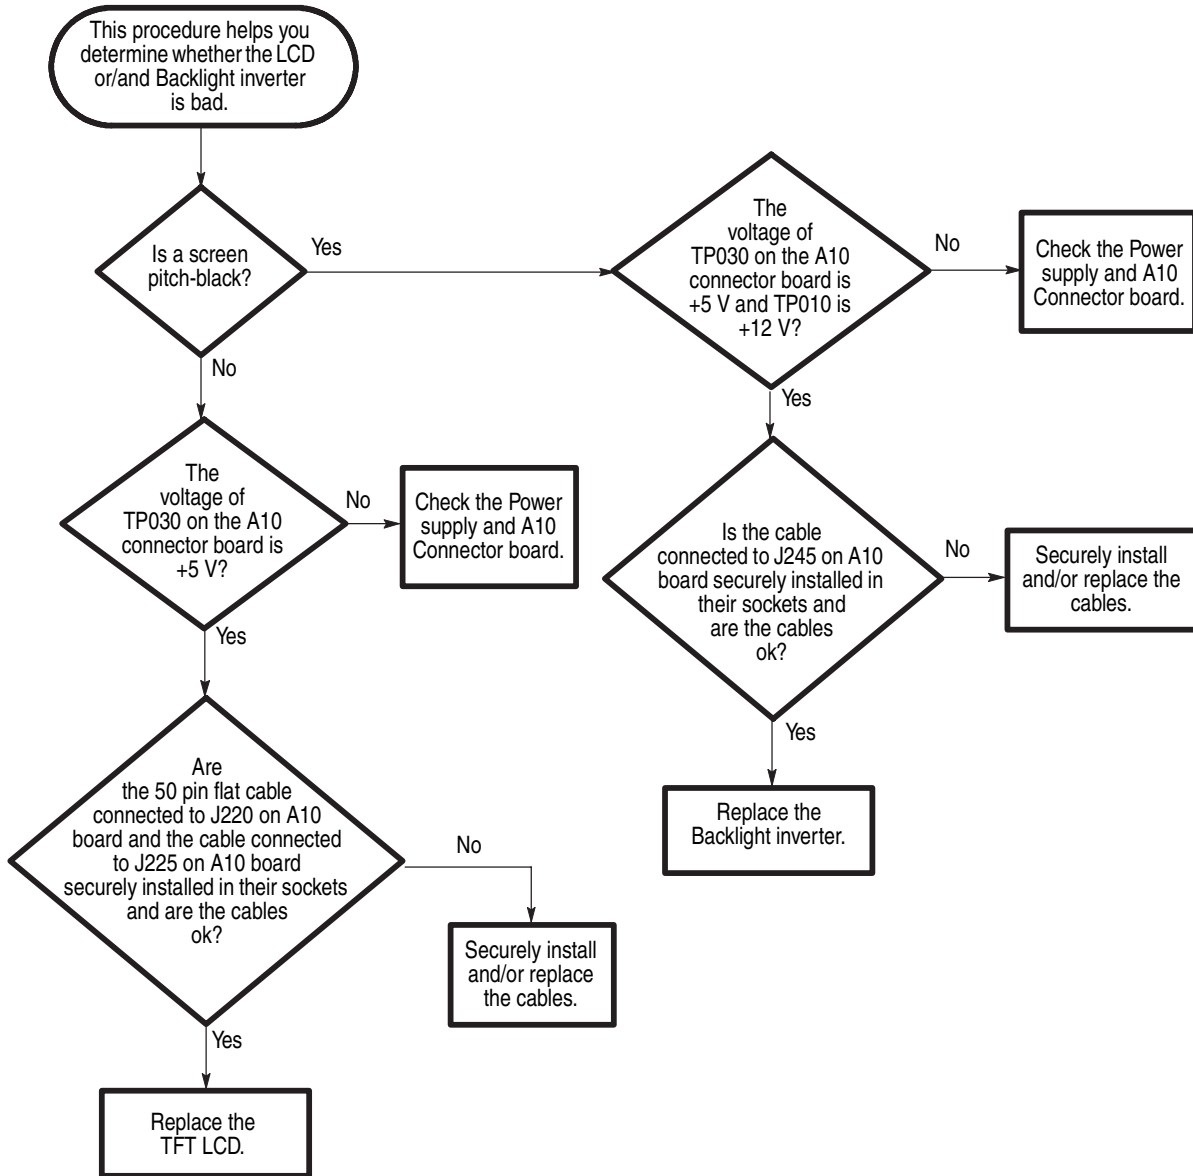 This procedure helps you
determine whether the LCD
or/and Backlight inverter
is bad.
Is a screen
pitch-black?
Yes
No
The
voltage of
TP030 on the A10
connector board is
+5 V and TP010 is
+12 V?
No
Check the Power
supply and A10
Connector board.
Yes
The
voltage of
TP030 on the A10
connector board is
+5 V?
No
Check the Power
supply and A10
Connector board.
Yes
Is the cable
connected to J245 on A10
board securely installed in
their sockets and
are the cables
ok?
No
Securely install
and/or replace the
cables.
Yes
Replace the
Backlight inverter.
Are
the 50 pin flat cable
connected to J220 on A10
board and the cable connected
to J225 on A10 board
securely installed in their sockets
and are the cables
ok?
No
Securely install
and/or replace
the cables.
Yes
Replace the
TFT LCD.